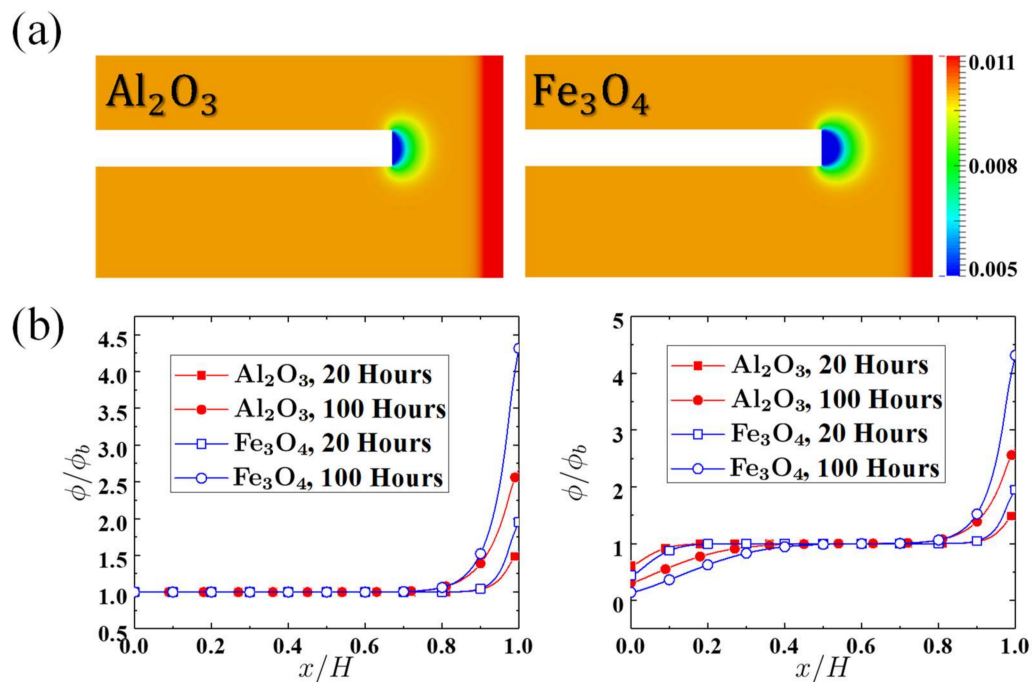 (a)
Al₂O₃
Fe₃O₄
0.011
0.008
0.005
(b)
4.5
4.0
3.5
3.0
2.5
2.0
1.5
1.0
0.5
ϕ/ϕ_b
Al₂O₃, 20 Hours
Al₂O₃, 100 Hours
Fe₃O₄, 20 Hours
Fe₃O₄, 100 Hours
0.0 0.2 0.4 0.6 0.8 1.0
x/H
5
4
3
2
1
0
ϕ/ϕ_b
Al₂O₃, 20 Hours
Al₂O₃, 100 Hours
Fe₃O₄, 20 Hours
Fe₃O₄, 100 Hours
0.0 0.2 0.4 0.6 0.8 1.0
x/H